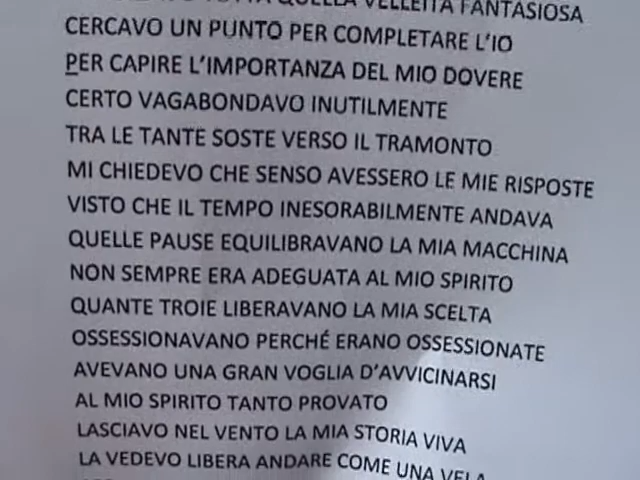 QUELLA VELLEITÀ FANTASIOSA
CERCAVO UN PUNTO PER COMPLETARE L'IO
PER CAPIRE L'IMPORTANZA DEL MIO DOVERE
CERTO VAGABONDAVO INUTILMENTE
TRA LE TANTE SOSTE VERSO IL TRAMONTO
MI CHIEDEVO CHE SENSO AVESSERO LE MIE RISPOSTE
VISTO CHE IL TEMPO INESORABILMENTE ANDAVA
QUELLE PAUSE EQUILIBRAVANO LA MIA MACCHINA
NON SEMPRE ERA ADEGUATA AL MIO SPIRITO
QUANTE TROIE LIBERAVANO LA MIA SCELTA
OSSESSIONAVANO PERCHÉ ERANO OSSESSIONATE
AVEVANO UNA GRAN VOGLIA D'AVVICINARSI
AL MIO SPIRITO TANTO PROVATO
LASCIAVO NEL VENTO LA MIA STORIA VIVA
LA VEDEVO LIBERA ANDARE COME UNA VELA